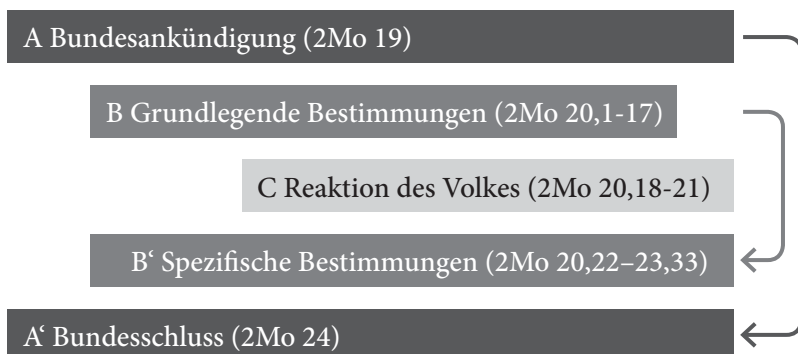 A Bundesankündigung (2Mo 19)
B Grundlegende Bestimmungen (2Mo 20,1-17)
C Reaktion des Volkes (2Mo 20,18-21)
B‘ Spezifische Bestimmungen (2Mo 20,22–23,33)
A‘ Bundesschluss (2Mo 24)